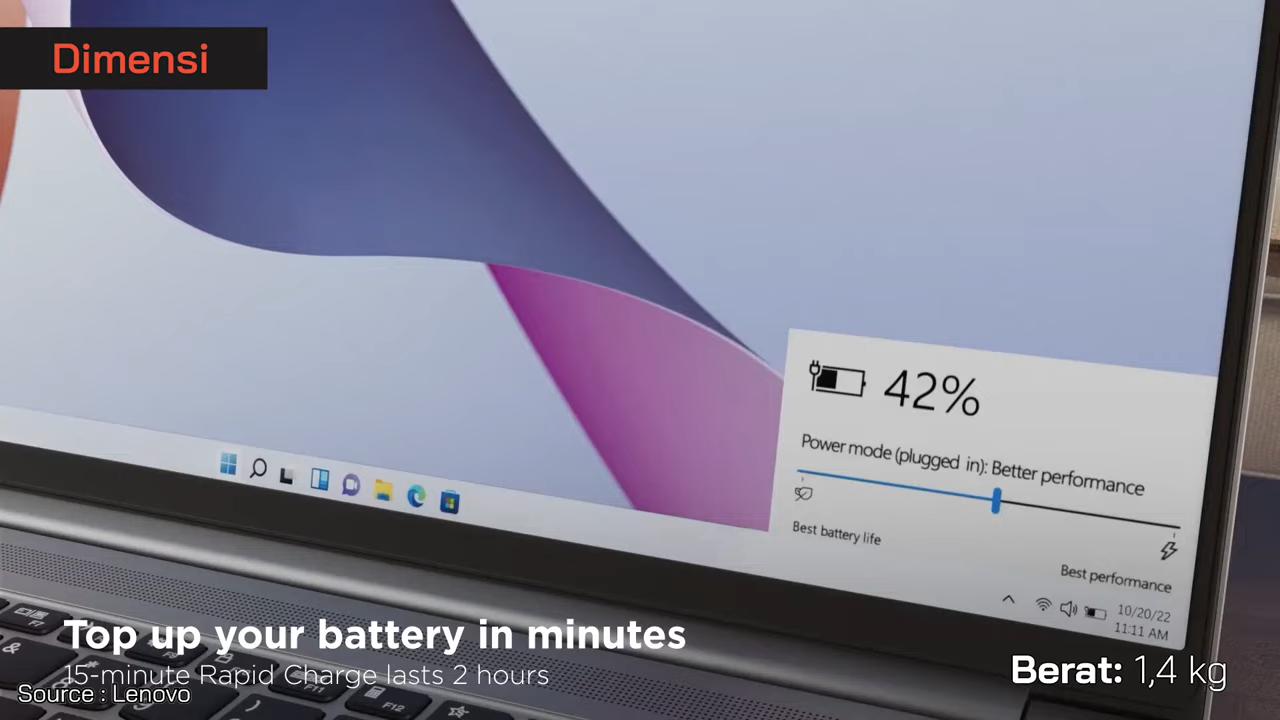 Dimensi
42%
Power mode (plugged in): Better performance
Best battery life
Best performance
10/20/22
11:11 AM
Top up your battery in minutes
15-minute Rapid Charge lasts 2 hours
F11
F12
Source : Lenovo
Berat: 1,4 kg